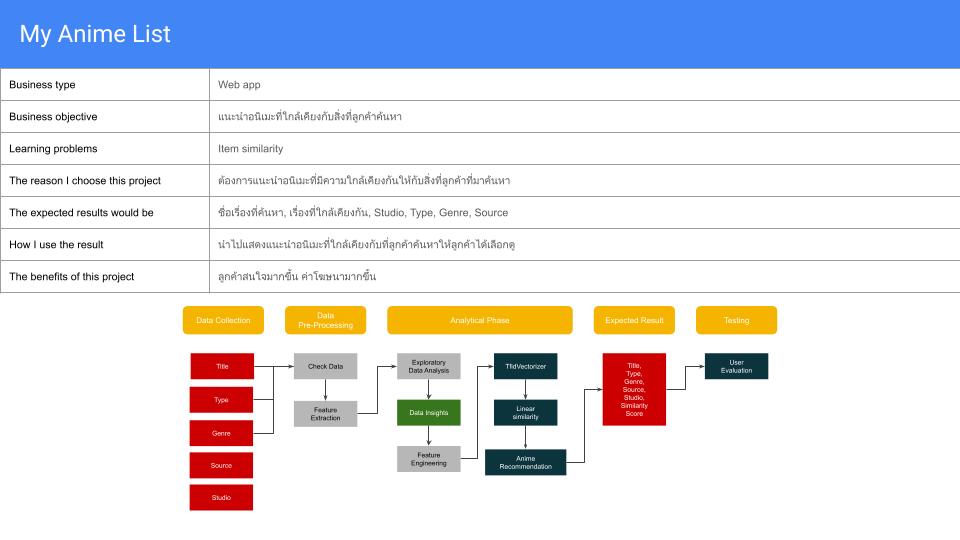 My Anime List
Business type
Web app
Business objective
แนะนำอนิเมะที่ใกล้เคียงกับสิ่งที่ลูกค้าค้นหา
Learning problems
Item similarity
The reason I choose this project
ต้องการแนะนำอนิเมะที่มีความใกล้เคียงกันให้กับสิ่งที่ลูกค้าที่มาค้นหา
The expected results would be
ชื่อเรื่องที่ค้นหา, เรื่องที่ใกล้เคียงกัน, Studio, Type, Genre, Source
How I use the result
นำไปแสดงแนะนำอนิเมะที่ใกล้เคียงกับที่ลูกค้าค้นหาให้ลูกค้าได้เลือกดู
The benefits of this project
ลูกค้าสนใจมากขึ้น ค่าโฆษนามากขึ้น
Data Collection
Data
Pre-Processing
Analytical Phase
Expected Result
Testing
Title
Type
Genre
Source
Studio
Check Data
Feature
Extraction
Exploratory
Data Analysis
Data Insights
Feature
Engineering
TfidVectorizer
Linear
similarity
Anime
Recommendation
Title,
Type,
Genre,
Source,
Studio,
Similarity
Score
User
Evaluation